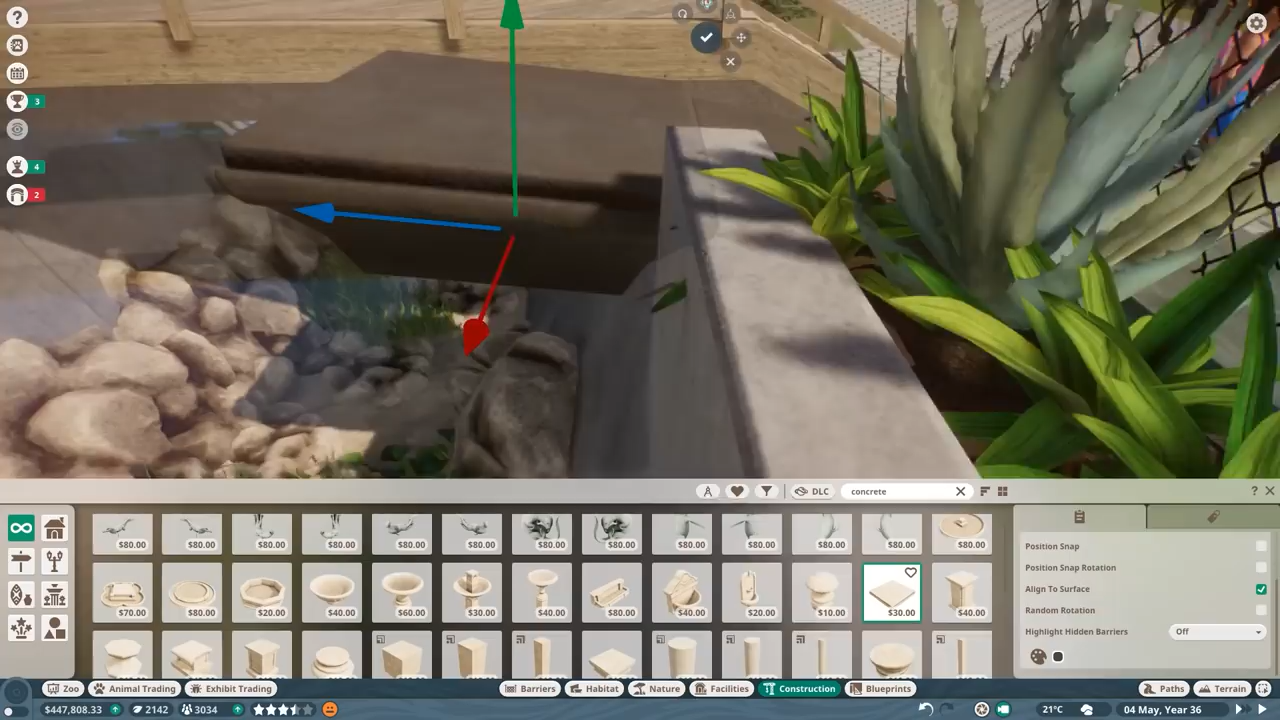 ?
3
4
2
DLC
concrete
?
$80.00 $80.00 $80.00 $80.00 $80.00 $80.00 $80.00 $80.00 $80.00 $80.00 $80.00 $80.00 $80.00
$70.00 $80.00 $20.00 $40.00 $60.00 $30.00 $40.00 $80.00 $40.00 $20.00 $10.00 $30.00 $40.00
Position Snap
Position Snap Rotation
Align To Surface
Random Rotation
Highlight Hidden Barriers Off
Zoo Animal Trading Exhibit Trading Barriers Habitat Nature Facilities Construction Blueprints Paths Terrain
$447,808.33 2142 3034 21°C 04 May, Year 36